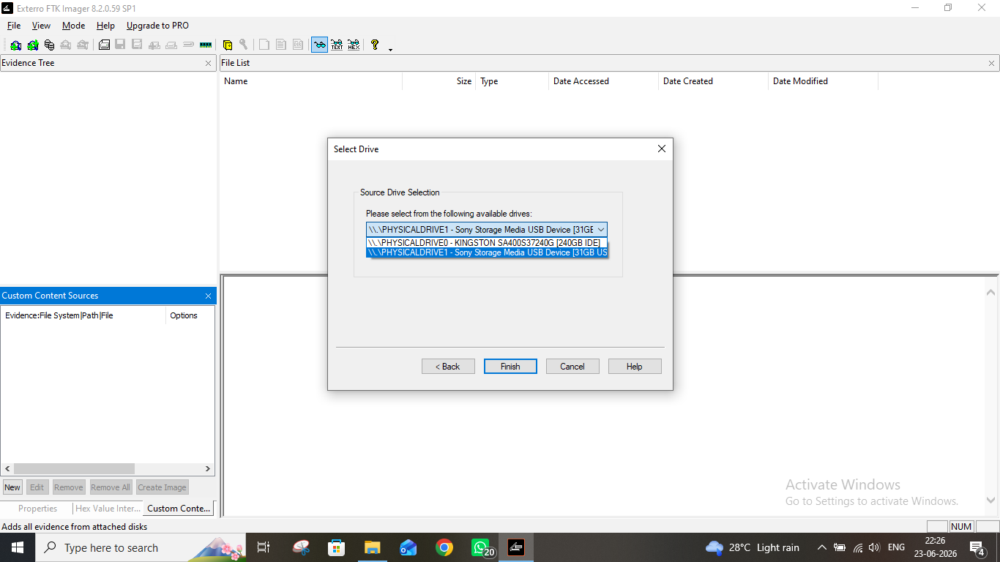 Exterro FTK Imager 8.2.0.59 SP1
File View Mode Help Upgrade to PRO
TEXT HEX
Evidence Tree
File List
Name Size Type Date Accessed Date Created Date Modified
Select Drive
Source Drive Selection
Please select from the following available drives:
\\.\PHYSICALDRIVE1 - Sony Storage Media USB Device [31GB
\\.\PHYSICALDRIVE0 - KINGSTON SA400S37240G [240GB IDE]
\\.\PHYSICALDRIVE1 - Sony Storage Media USB Device [31GB US
< Back Finish Cancel Help
Custom Content Sources
Evidence:File System|Path|File Options
New Edit Remove Remove All Create Image
Properties Hex Value Inter... Custom Conte...
Activate Windows
Go to Settings to activate Windows.
Adds all evidence from attached disks
NUM
Type here to search
20
28°C Light rain
ENG
22:26
23-06-2026
4